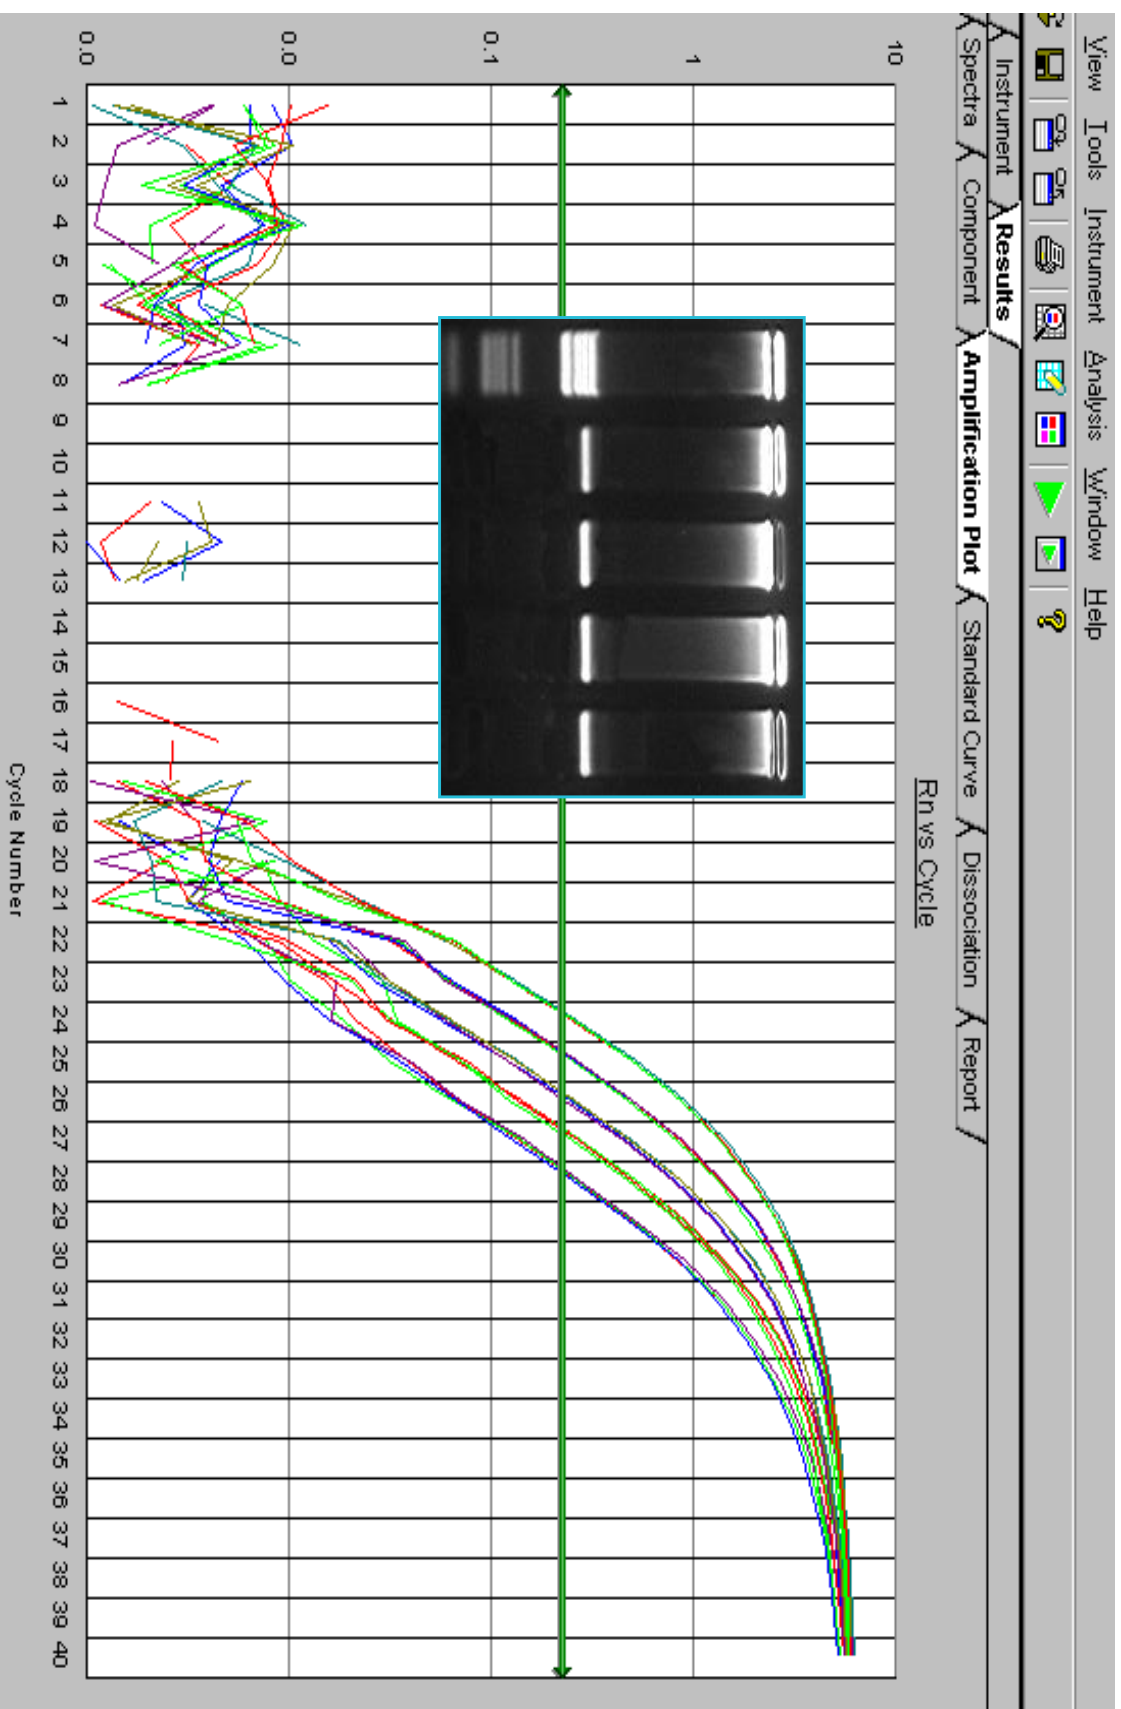 View Tools Instrument Analysis Window Help
Instrument Results
Spectra Component Amplification Plot Standard Curve Dissociation Report
Rn vs Cycle
10
1
0.1
0.0
0.0
1 2 3 4 5 6 7 8 9 10 11 12 13 14 15 16 17 18 19 20 21 22 23 24 25 26 27 28 29 30 31 32 33 34 35 36 37 38 39 40
Cycle Number